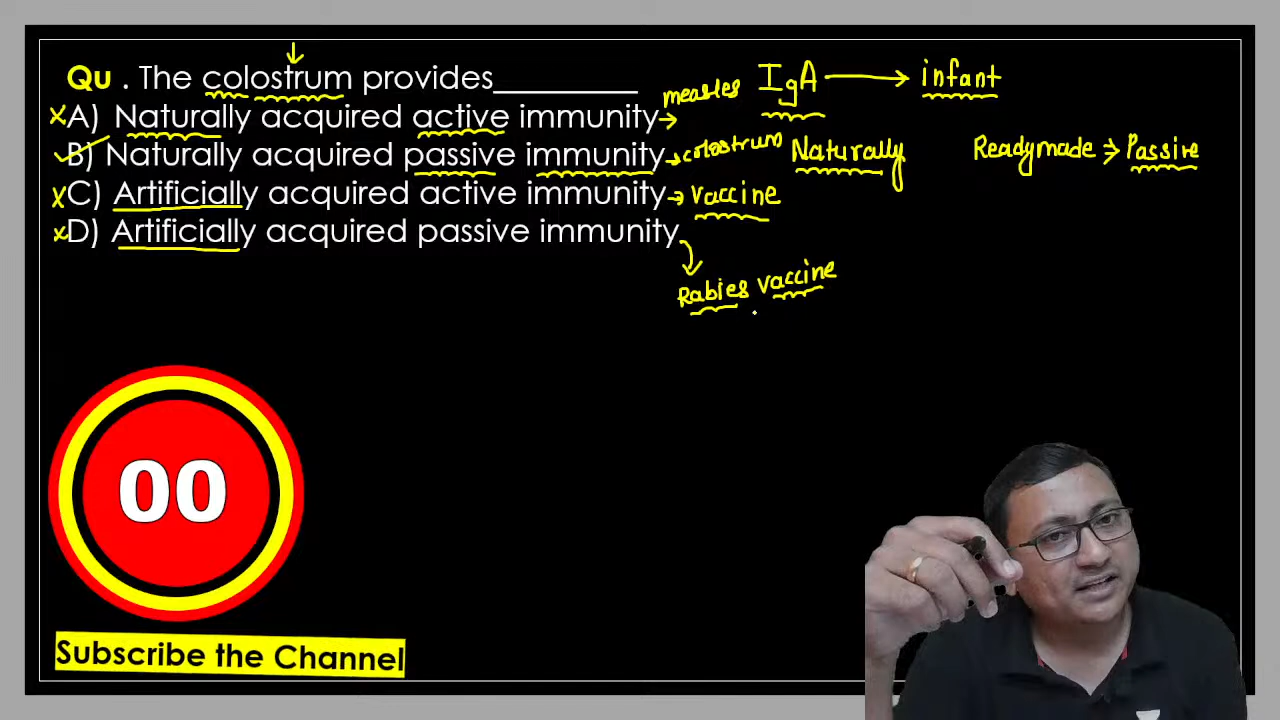 Qu . The colostrum provides_________
A) Naturally acquired active immunity
B) Naturally acquired passive immunity
C) Artificially acquired active immunity
D) Artificially acquired passive immunity
measles
IgA → infant
colostrum
Naturally
Readymade → Passive
vaccine
Rabies vaccine
00
Subscribe the Channel